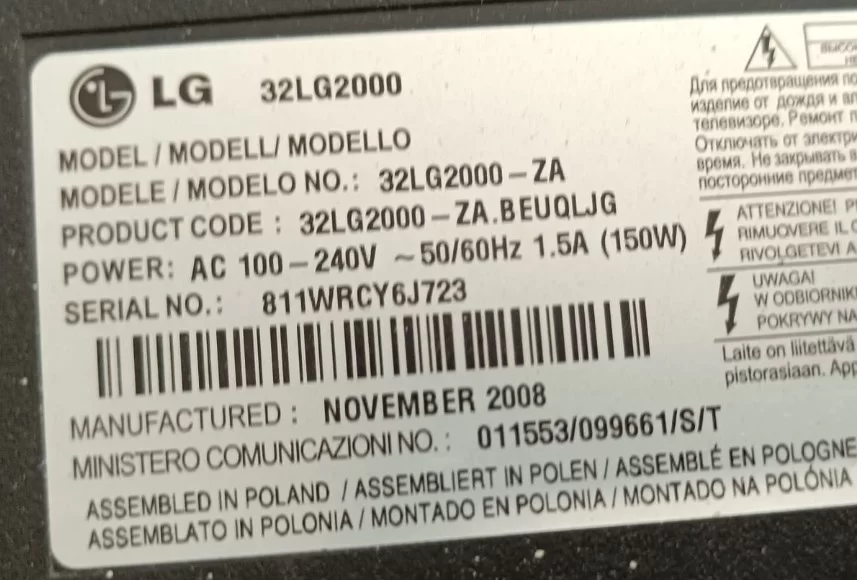 LG 32LG2000
MODEL / MODELL/ MODELLO
MODELE / MODELO NO.: 32LG2000-ZA
PRODUCT CODE : 32LG2000-ZA.BEUQLJG
POWER: AC 100-240V ~50/60Hz 1.5A (150W)
SERIAL NO.: 811WRCY6J723
MANUFACTURED : NOVEMBER 2008
MINISTERO COMUNICAZIONI NO. : 011553/099661/S/T
ASSEMBLED IN POLAND / ASSEMBLIERT IN POLEN / ASSEMBLÉ EN POLOGNE
ASSEMBLATO IN POLONIA / MONTADO EN POLONIA / MONTADO NA POLÓNIA
Для предотвращения
изделие от дождя и
телевизоре. Ремонт
Отключать от
время. Не закрывать
посторонние
ATTENZIONE!
RIMUOVERE IL
RIVOLGETEVI A
UWAGA!
W ODBIORNIK
POKRYWY NA
Laite on liitettävä
pistorasiaan. App